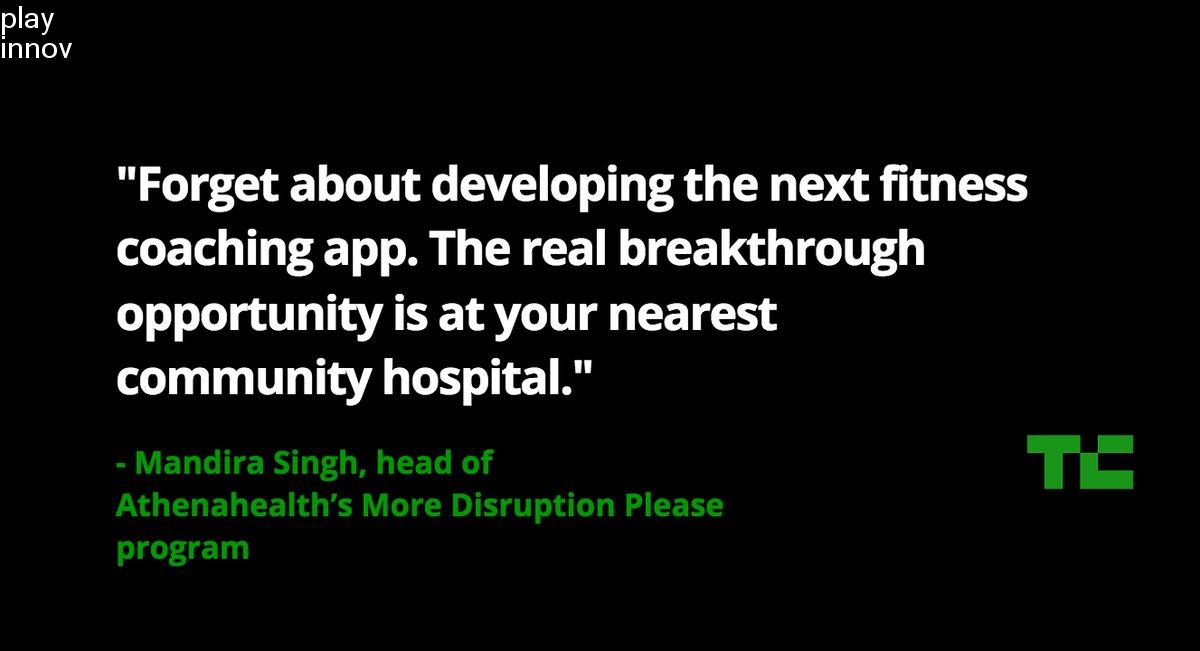 play
innov
"Forget about developing the next fitness
coaching app. The real breakthrough
opportunity is at your nearest
community hospital."
- Mandira Singh, head of
Athenahealth’s More Disruption Please
program
TC